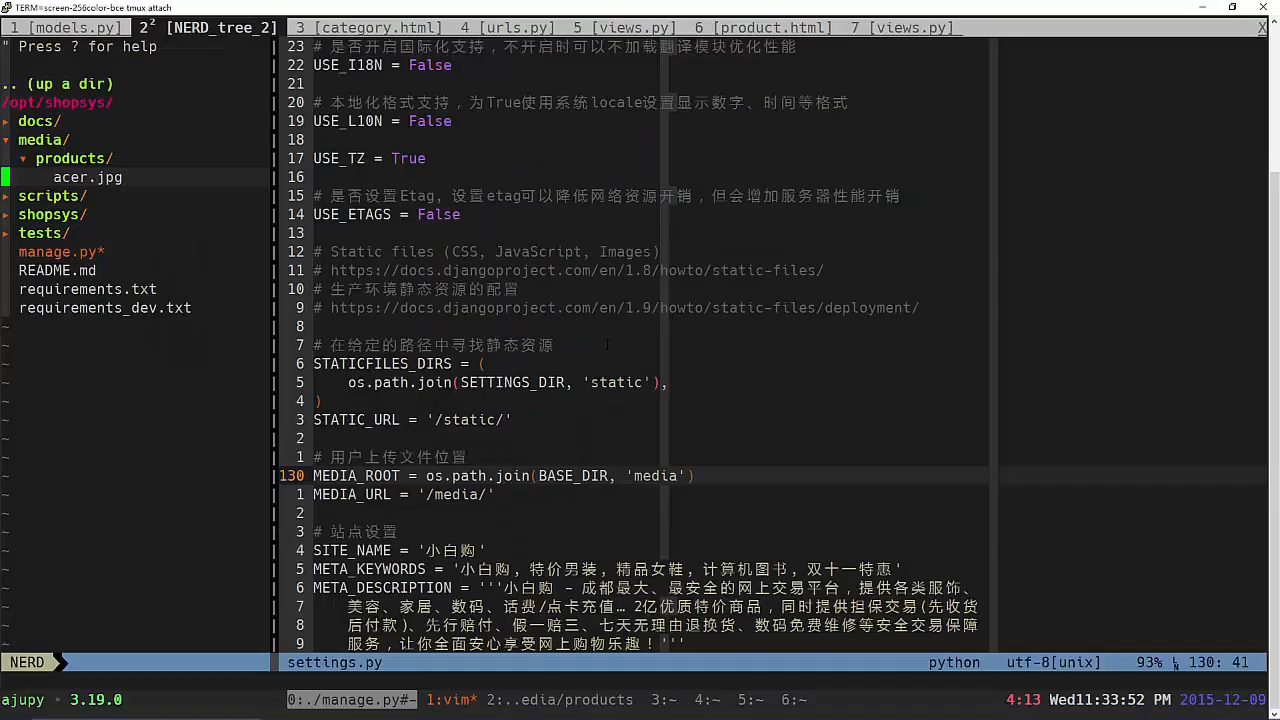 TERM=screen-256color-bce tmux attach
1 [models.py] 2² [NERD_tree_2] 3 [category.html] 4 [urls.py] 5 [views.py] 6 [product.html] 7 [views.py] X
" Press ? for help
.. (up a dir)
/opt/shopsys/
▸ docs/
▾ media/
▾ products/
acer.jpg
▸ scripts/
▸ shopsys/
▸ tests/
manage.py*
README.md
requirements.txt
requirements_dev.txt
23 # 是否开启国际化支持，不开启时可以不加载翻译模块优化性能
22 USE_I18N = False
21
20 # 本地化格式支持，为True使用系统locale设置显示数字、时间等格式
19 USE_L10N = False
18
17 USE_TZ = True
16
15 # 是否设置Etag, 设置etag可以降低网络资源开销，但会增加服务器性能开销
14 USE_ETAGS = False
13
12 # Static files (CSS, JavaScript, Images)
11 # https://docs.djangoproject.com/en/1.8/howto/static-files/
10 # 生产环境静态资源的配置
9 # https://docs.djangoproject.com/en/1.9/howto/static-files/deployment/
8
7 # 在给定的路径中寻找静态资源
6 STATICFILES_DIRS = (
5 os.path.join(SETTINGS_DIR, 'static'),
4 )
3 STATIC_URL = '/static/'
2
1 # 用户上传文件位置
130 MEDIA_ROOT = os.path.join(BASE_DIR, 'media')
1 MEDIA_URL = '/media/'
2
3 # 站点设置
4 SITE_NAME = '小白购'
5 META_KEYWORDS = '小白购, 特价男装, 精品女鞋, 计算机图书, 双十一特惠'
6 META_DESCRIPTION = '''小白购 - 成都最大、最安全的网上交易平台，提供各类服饰、
7 美容、家居、数码、话费/点卡充值… 2亿优质特价商品，同时提供担保交易(先收货
8 后付款)、先行赔付、假一赔三、七天无理由退换货、数码免费维修等安全交易保障
9 服务，让你全面安心享受网上购物乐趣！'''
NERD settings.py python utf-8[unix] 93% 130: 41
ajupy · 3.19.0 0:./manage.py#- 1:vim* 2:..edia/products 3:~ 4:~ 5:~ 6:~ 4:13 Wed11:33:52 PM 2015-12-09